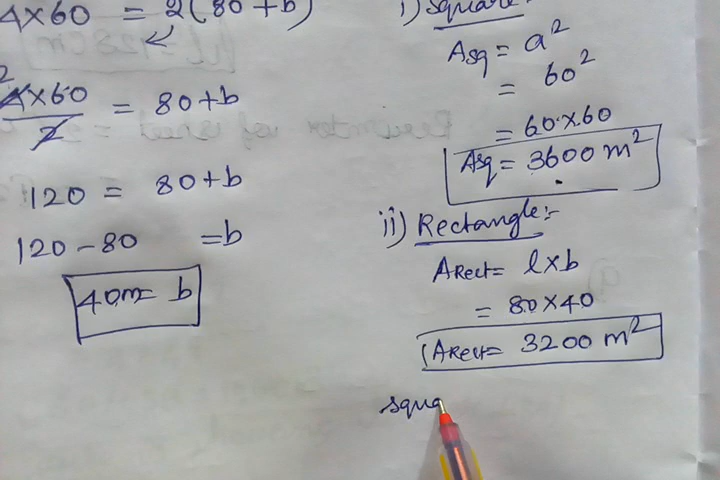 4×60 = 2(80+b)
4×60/2 = 80+b
2
120 = 80+b
120-80 = b
40m = b
i) Square:-
Asq = a²
= 60²
= 60×60
Asq = 3600 m²
ii) Rectangle:-
ARect = l×b
= 80×40
ARect = 3200 m²
squa